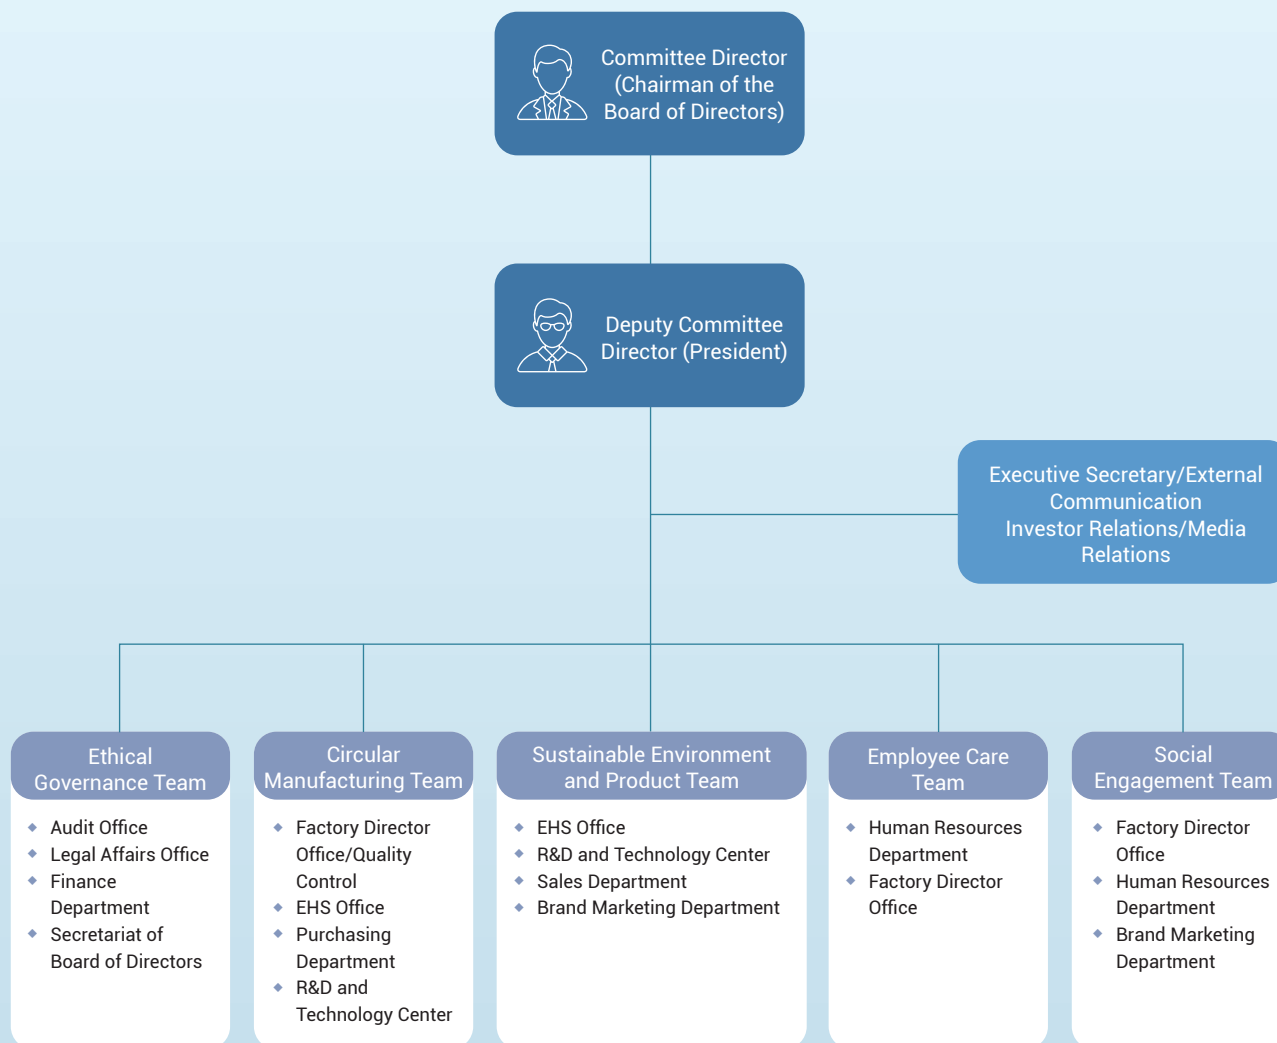 Committee Director
(Chairman of the
Board of Directors)
Deputy Committee
Director (President)
Executive Secretary/External
Communication
Investor Relations/Media
Relations
Ethical
Governance Team
Audit Office
Legal Affairs Office
Finance
Department
Secretariat of
Board of Directors
Circular
Manufacturing Team
Factory Director
Office/Quality
Control
EHS Office
Purchasing
Department
R&D and
Technology Center
Sustainable Environment
and Product Team
EHS Office
R&D and Technology Center
Sales Department
Brand Marketing Department
Employee Care
Team
Human Resources
Department
Factory Director
Office
Social
Engagement Team
Factory Director
Office
Human Resources
Department
Brand Marketing
Department